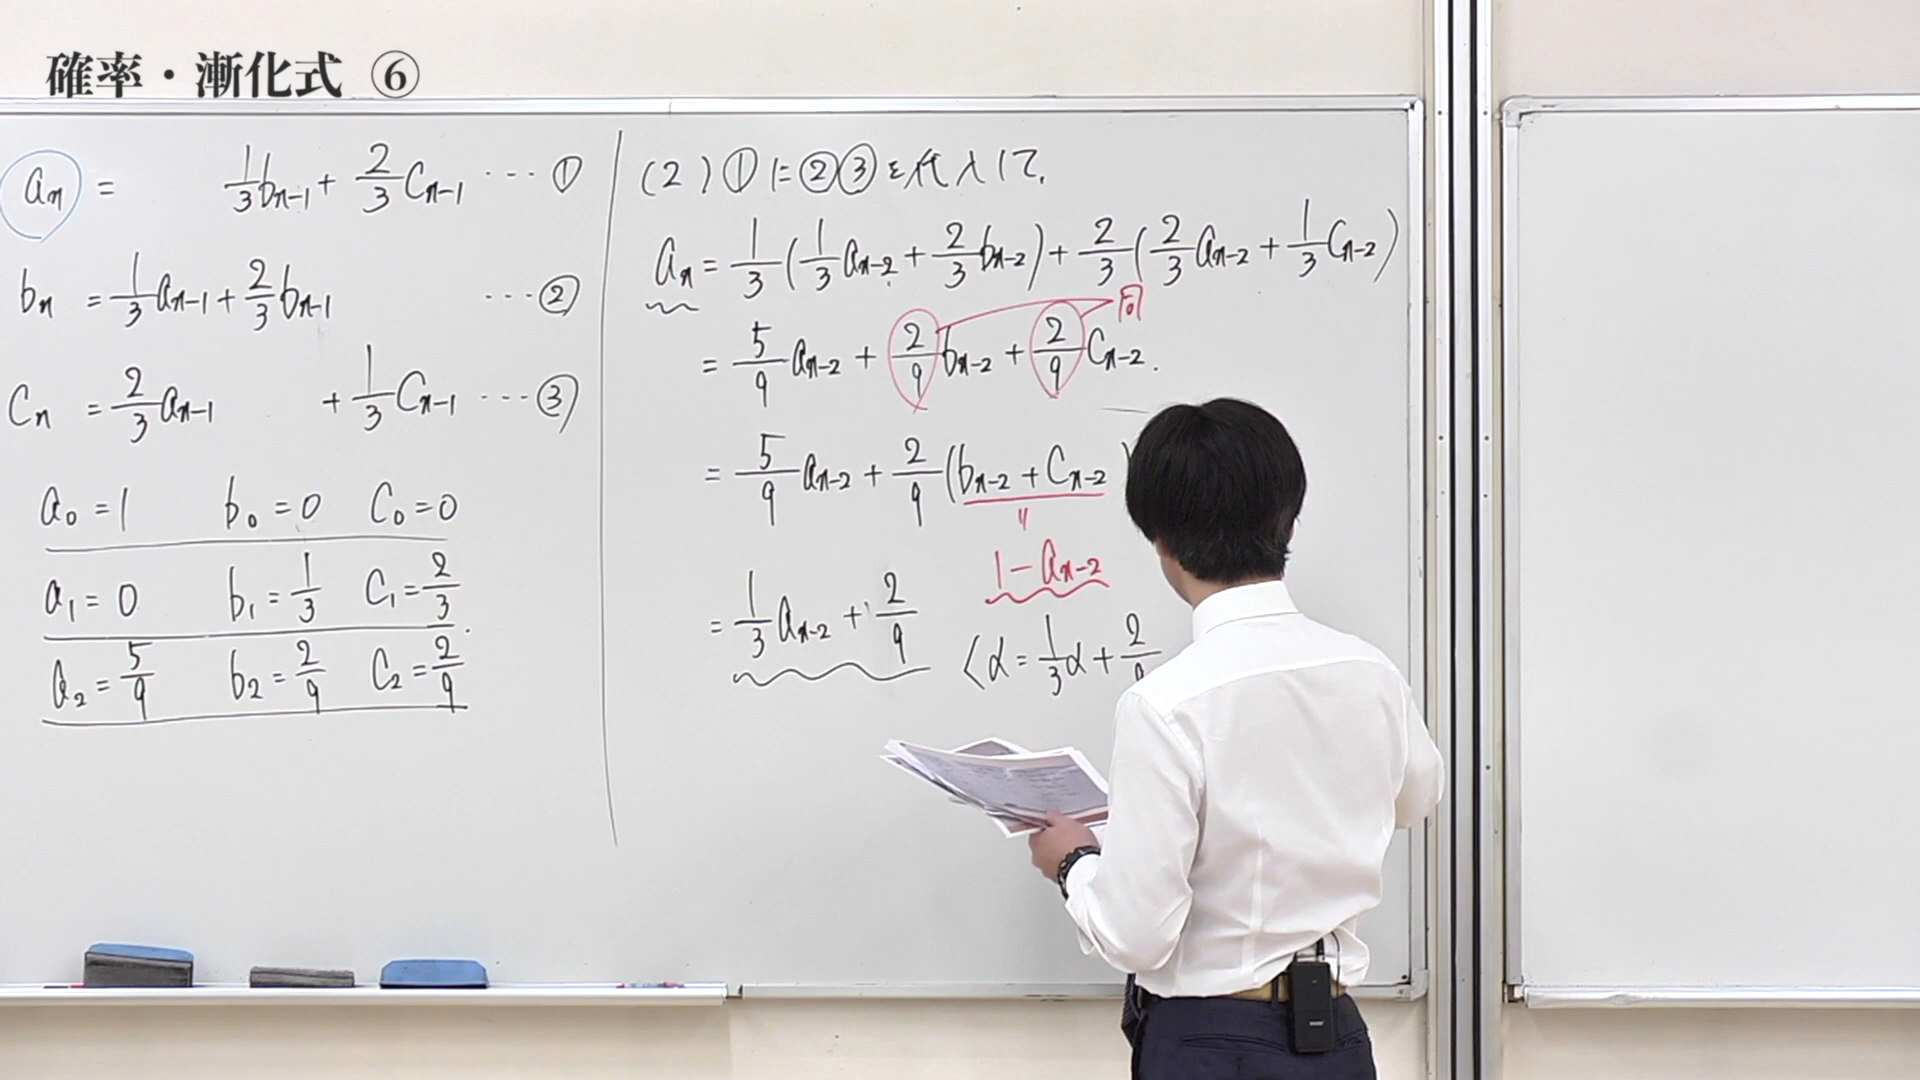 確率・漸化式 ⑥
aₙ = 1/3 bₙ₋₁ + 2/3 cₙ₋₁ … ①
bₙ = 1/3 aₙ₋₁ + 2/3 bₙ₋₁ … ②
cₙ = 2/3 aₙ₋₁ + 1/3 cₙ₋₁ … ③
a₀ = 1 b₀ = 0 c₀ = 0
a₁ = 0 b₁ = 1/3 c₁ = 2/3
a₂ = 5/9 b₂ = 2/9 c₂ = 2/9
(2) ①に②③を代入して、
aₙ = 1/3 (1/3 aₙ₋₂ + 2/3 bₙ₋₂) + 2/3 (2/3 aₙ₋₂ + 1/3 cₙ₋₂)
同
= 5/9 aₙ₋₂ + 2/9 bₙ₋₂ + 2/9 cₙ₋₂.
= 5/9 aₙ₋₂ + 2/9 (bₙ₋₂ + cₙ₋₂)
〃
1 − aₙ₋₂
= 1/3 aₙ₋₂ + 2/9
<α = 1/3 α + 2/9